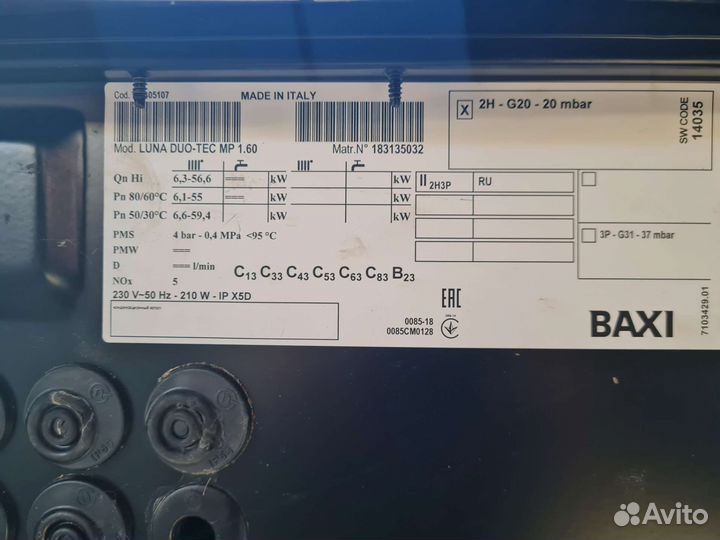 Cod. 05107
MADE IN ITALY
Mod. LUNA DUO-TEC MP 1.60
Matr.N° 183135032
X 2H - G20 - 20 mbar
SW CODE
14035
Qn Hi 6,3-56,6 === kW kW
Pn 80/60°C 6,1-55 === kW kW
Pn 50/30°C 6,6-59,4 kW kW
PMS 4 bar - 0,4 MPa <95 °C
PMW ===
D === l/min
NOx 5
II 2H3P RU
3P - G31 - 37 mbar
C13 C33 C43 C53 C63 C83 B23
230 V~50 Hz - 210 W - IP X5D
конденсационный котел
EAC
0085-18
0085CM0128
BAXI
7103429.01
Avito